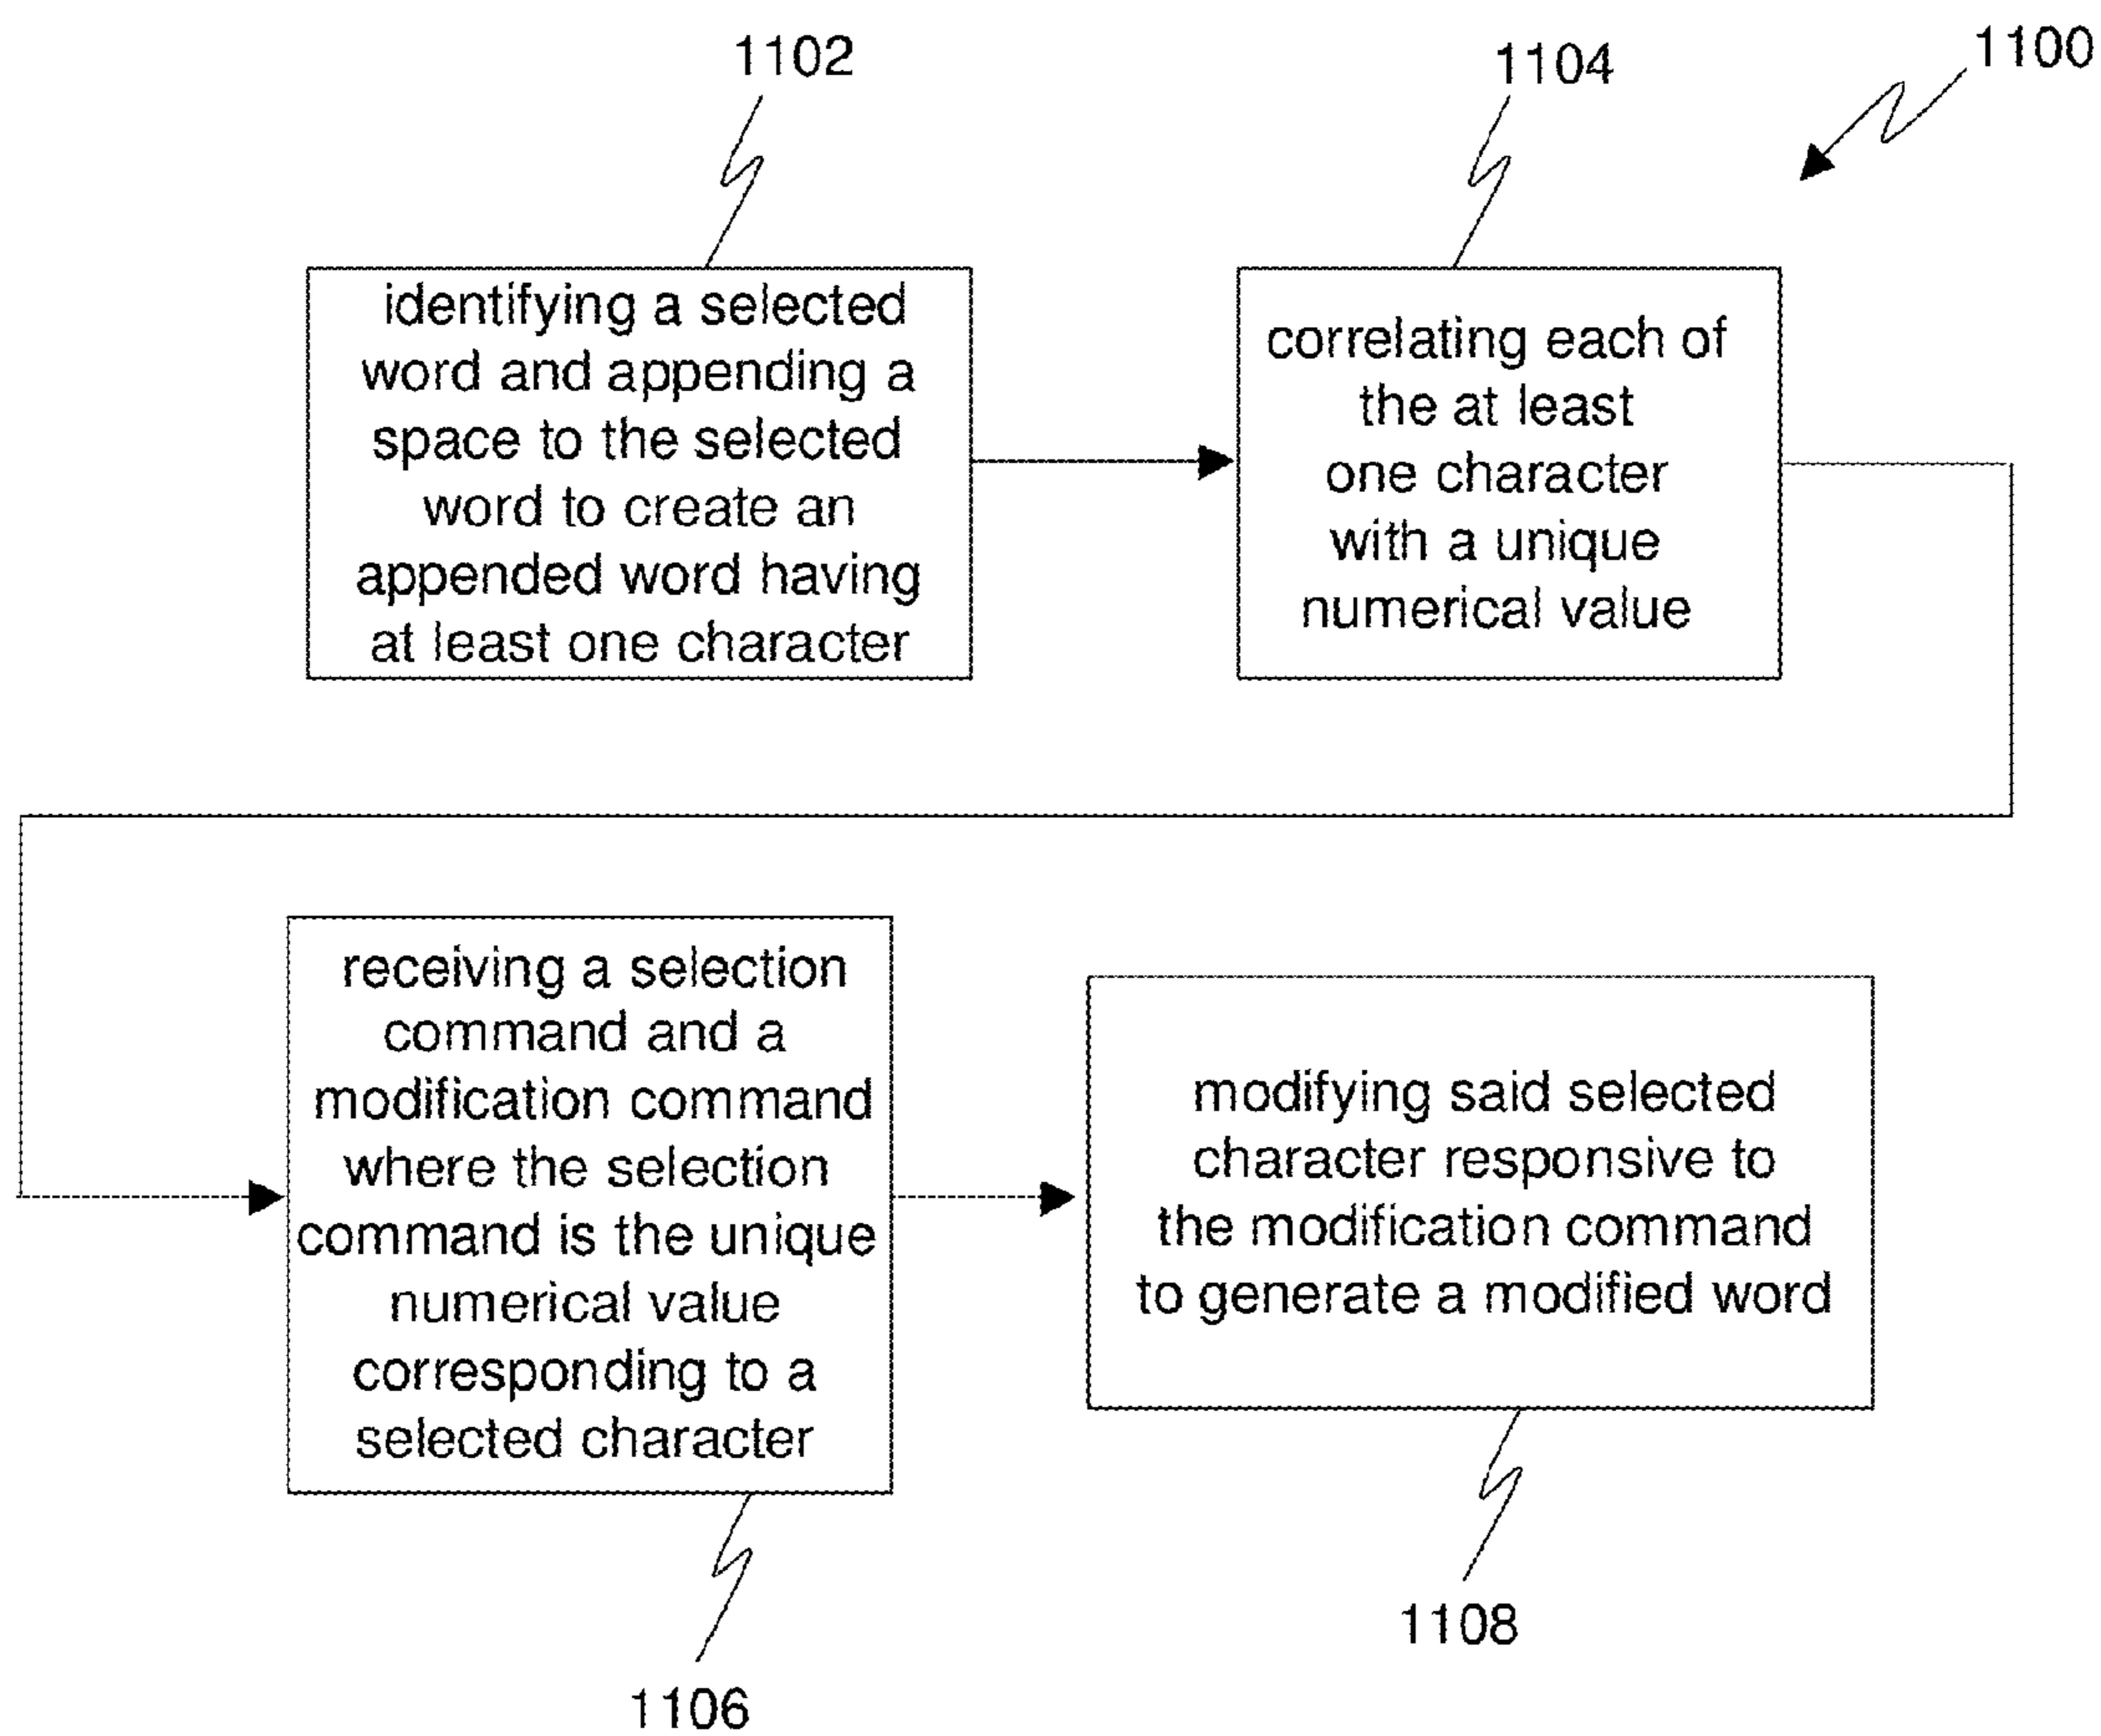 1102
1104
1100
identifying a selected
word and appending a
space to the selected
word to create an
appended word having
at least one character
correlating each of
the at least
one character
with a unique
numerical value
receiving a selection
command and a
modification command
where the selection
command is the unique
numerical value
corresponding to a
selected character
modifying said selected
character responsive to
the modification command
to generate a modified word
1108
1106